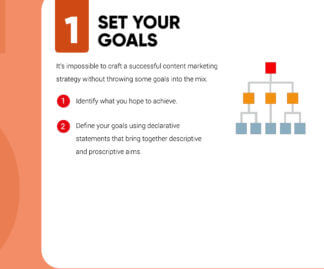 1
SET YOUR
GOALS
It's impossible to craft a successful content marketing
strategy without throwing some goals into the mix.
1 Identify what you hope to achieve.
2 Define your goals using declarative
statements that bring together descriptive
and proscriptive aims.